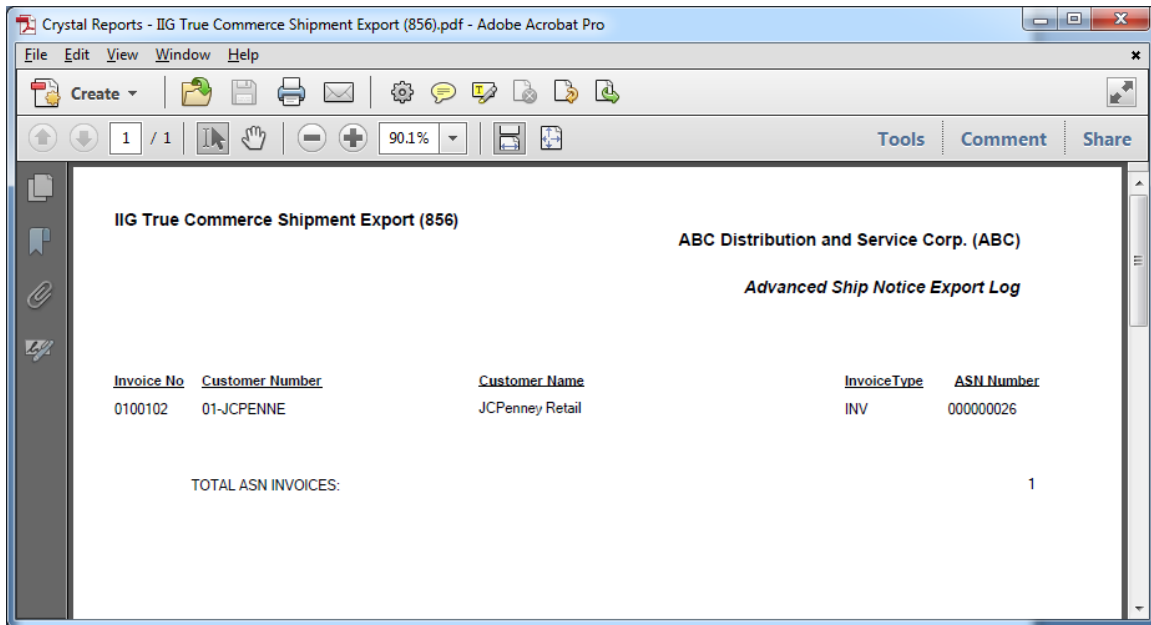 Crystal Reports - IIG True Commerce Shipment Export (856).pdf - Adobe Acrobat Pro
File Edit View Window Help
Create
1 / 1 90.1% Tools Comment Share
IIG True Commerce Shipment Export (856)
ABC Distribution and Service Corp. (ABC)
Advanced Ship Notice Export Log
Invoice No Customer Number Customer Name InvoiceType ASN Number
0100102 01-JCPENNE JCPenney Retail INV 000000026
TOTAL ASN INVOICES: 1